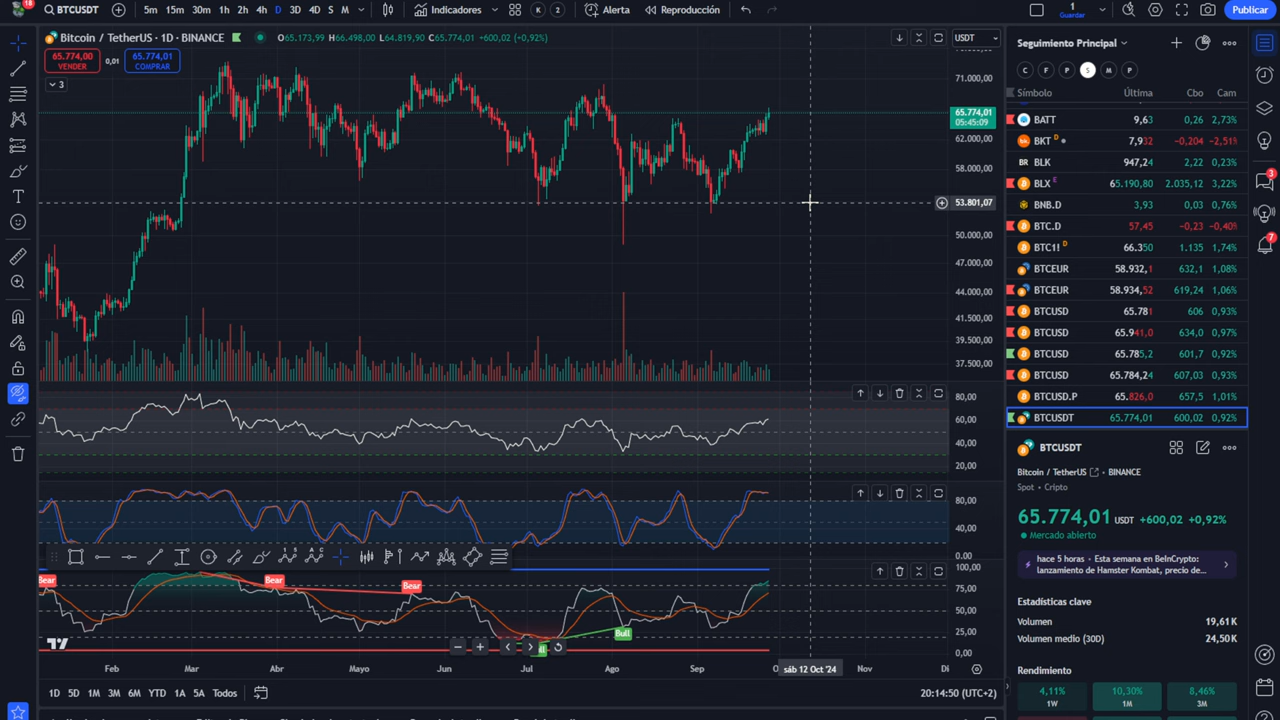 18
BTCUSDT
5m 15m 30m 1h 2h 4h D 3D 4D S M
Indicadores
K 2
Alerta
Reproducción
1
Guardar
Publicar
Bitcoin / TetherUS · 1D · BINANCE
O65.173,99 H66.498,00 L64.819,90 C65.774,01 +600,02 (+0,92%)
USDT
65.774,00
VENDER
0,01
65.774,01
COMPRAR
3
71.000,00
65.774,01
05:45:09
62.000,00
58.000,00
53.801,07
50.000,00
47.000,00
44.000,00
41.500,00
39.500,00
37.500,00
80,00
60,00
40,00
20,00
80,00
40,00
0,00
100,00
75,00
50,00
25,00
0,00
Bear
Bear
Bear
Bull
Feb Mar Abr Mayo Jun Jul Ago Sep
sáb 12 Oct '24
Nov
Di
1D 5D 1M 3M 6M YTD 1A 5A Todos
20:14:50 (UTC+2)
Seguimiento Principal
C F P S M P
Símbolo Última Cbo Cam
BATT 9,63 0,26 2,73%
BKT D 7,932 -0,204 -2,51%
BR BLK 947,24 2,22 0,23%
BLX E 65.190,80 2.035,12 3,22%
BNB.D 3,93 0,03 0,76%
BTC.D 57,45 -0,23 -0,40%
BTC1! D 66.350 1.135 1,74%
BTCEUR 58.932,1 632,1 1,08%
BTCEUR 58.934,52 619,24 1,06%
BTCUSD 65.781 606 0,93%
BTCUSD 65.941,0 634,0 0,97%
BTCUSD 65.785,2 601,7 0,92%
BTCUSD 65.784,24 607,03 0,93%
BTCUSD.P 65.826,0 657,5 1,01%
BTCUSDT 65.774,01 600,02 0,92%
BTCUSDT
Bitcoin / TetherUS · BINANCE
Spot · Cripto
65.774,01 USDT +600,02 +0,92%
Mercado abierto
hace 5 horas · Esta semana en BeInCrypto:
lanzamiento de Hamster Kombat, precio de...
Estadísticas clave
Volumen 19,61K
Volumen medio (30D) 24,50K
Rendimiento
4,11% 10,30% 8,46%
1W 1M 3M
3
7